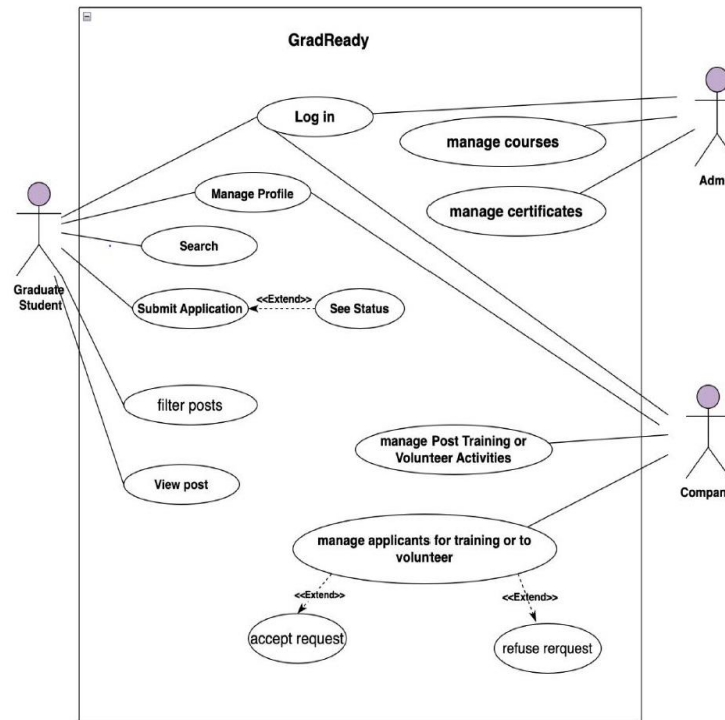 GradReady
Log in
manage courses
Adm
manage certificates
Manage Profile
Search
Graduate
Student
Submit Application
<<Extend>>
See Status
filter posts
View post
manage Post Training or
Volunteer Activities
Compan
manage applicants for training or to
volunteer
<<Extend>>
<<Extend>>
accept request
refuse rerquest